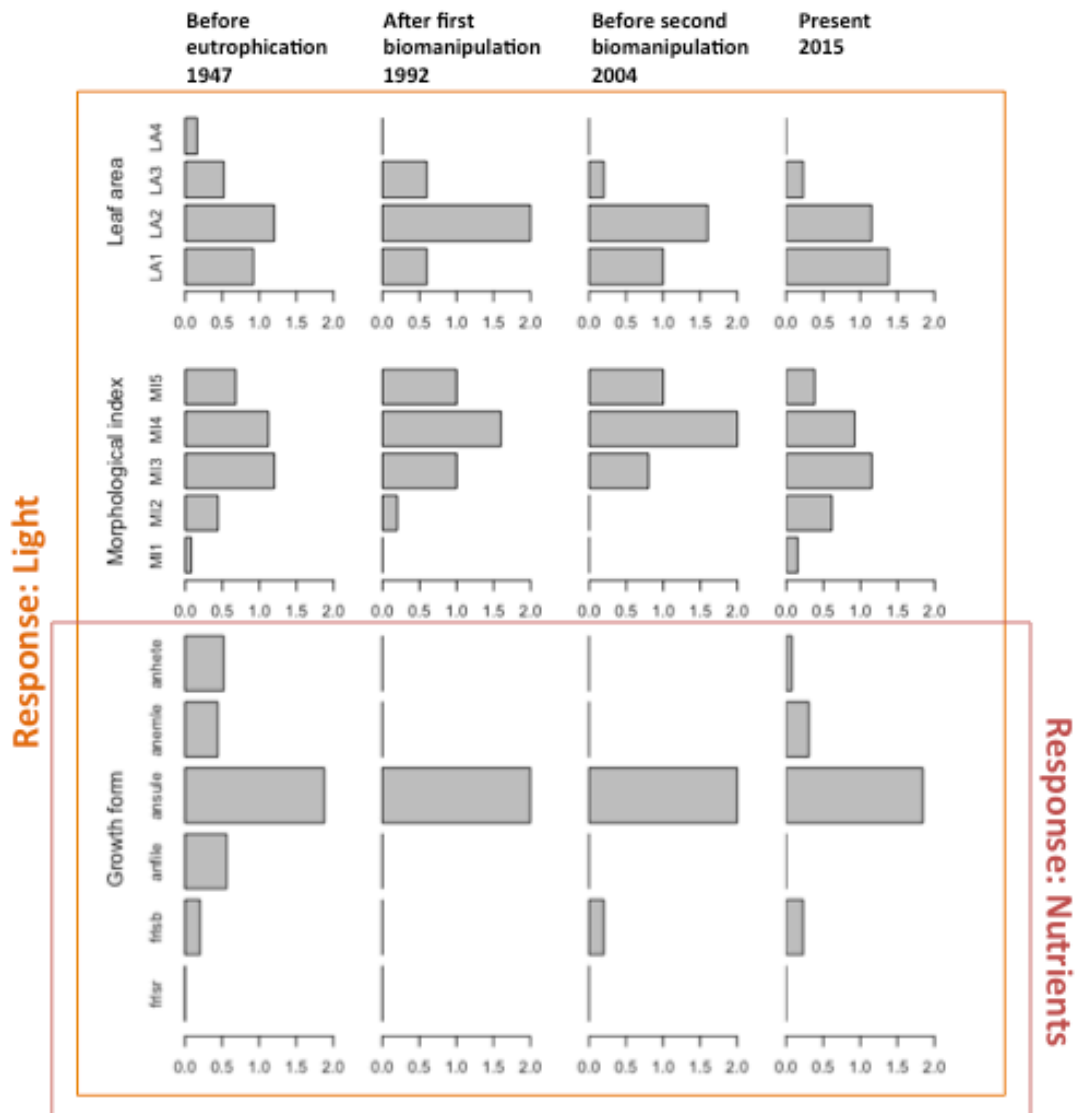 Before
eutrophication
1947
After first
biomanipulation
1992
Before second
biomanipulation
2004
Present
2015
Response: Light
Leaf area
LA4
LA3
LA2
LA1
0.0 0.5 1.0 1.5 2.0
0.0 0.5 1.0 1.5 2.0
0.0 0.5 1.0 1.5 2.0
0.0 0.5 1.0 1.5 2.0
Morphological index
MI5
MI4
MI3
MI2
MI1
0.0 0.5 1.0 1.5 2.0
0.0 0.5 1.0 1.5 2.0
0.0 0.5 1.0 1.5 2.0
0.0 0.5 1.0 1.5 2.0
Growth form
anhete
anemle
ansule
anfile
frisb
frisr
0.0 0.5 1.0 1.5 2.0
0.0 0.5 1.0 1.5 2.0
0.0 0.5 1.0 1.5 2.0
0.0 0.5 1.0 1.5 2.0
Response: Nutrients